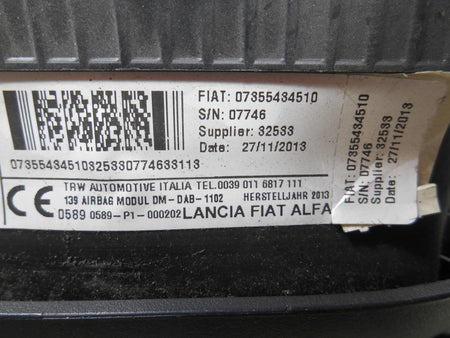 FIAT: 07355434510
S/N: 07746
Supplier: 32533
Date: 27/11/2013
07355434510325330774633113
TRW AUTOMOTIVE ITALIA TEL.0039 011 6817 111
139 AIRBAG MODUL DM-DAB-1102 HERSTELLJAHR 2013
CE 0589 0589-P1-000202 LANCIA FIAT ALFA
FIAT: 07355434510
S/N: 07746
Supplier: 32533
Date: 27/11/2013